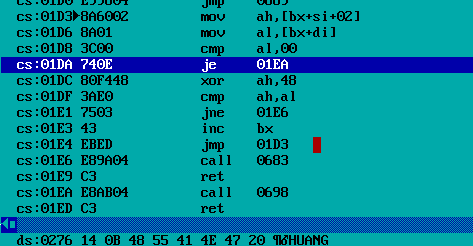 cs:01D3▶8A6002 mov ah,[bx+si+02]
cs:01D6 8A01 mov al,[bx+di]
cs:01D8 3C00 cmp al,00
cs:01DA 740E je 01EA
cs:01DC 80F448 xor ah,48
cs:01DF 3AE0 cmp ah,al
cs:01E1 7503 jne 01E6
cs:01E3 43 inc bx
cs:01E4 EBED jmp 01D3
cs:01E6 E89A04 call 0683
cs:01E9 C3 ret
cs:01EA E8AB04 call 0698
cs:01ED C3 ret
ds:0276 14 0B 48 55 41 4E 47 20 ¶♂HUANG